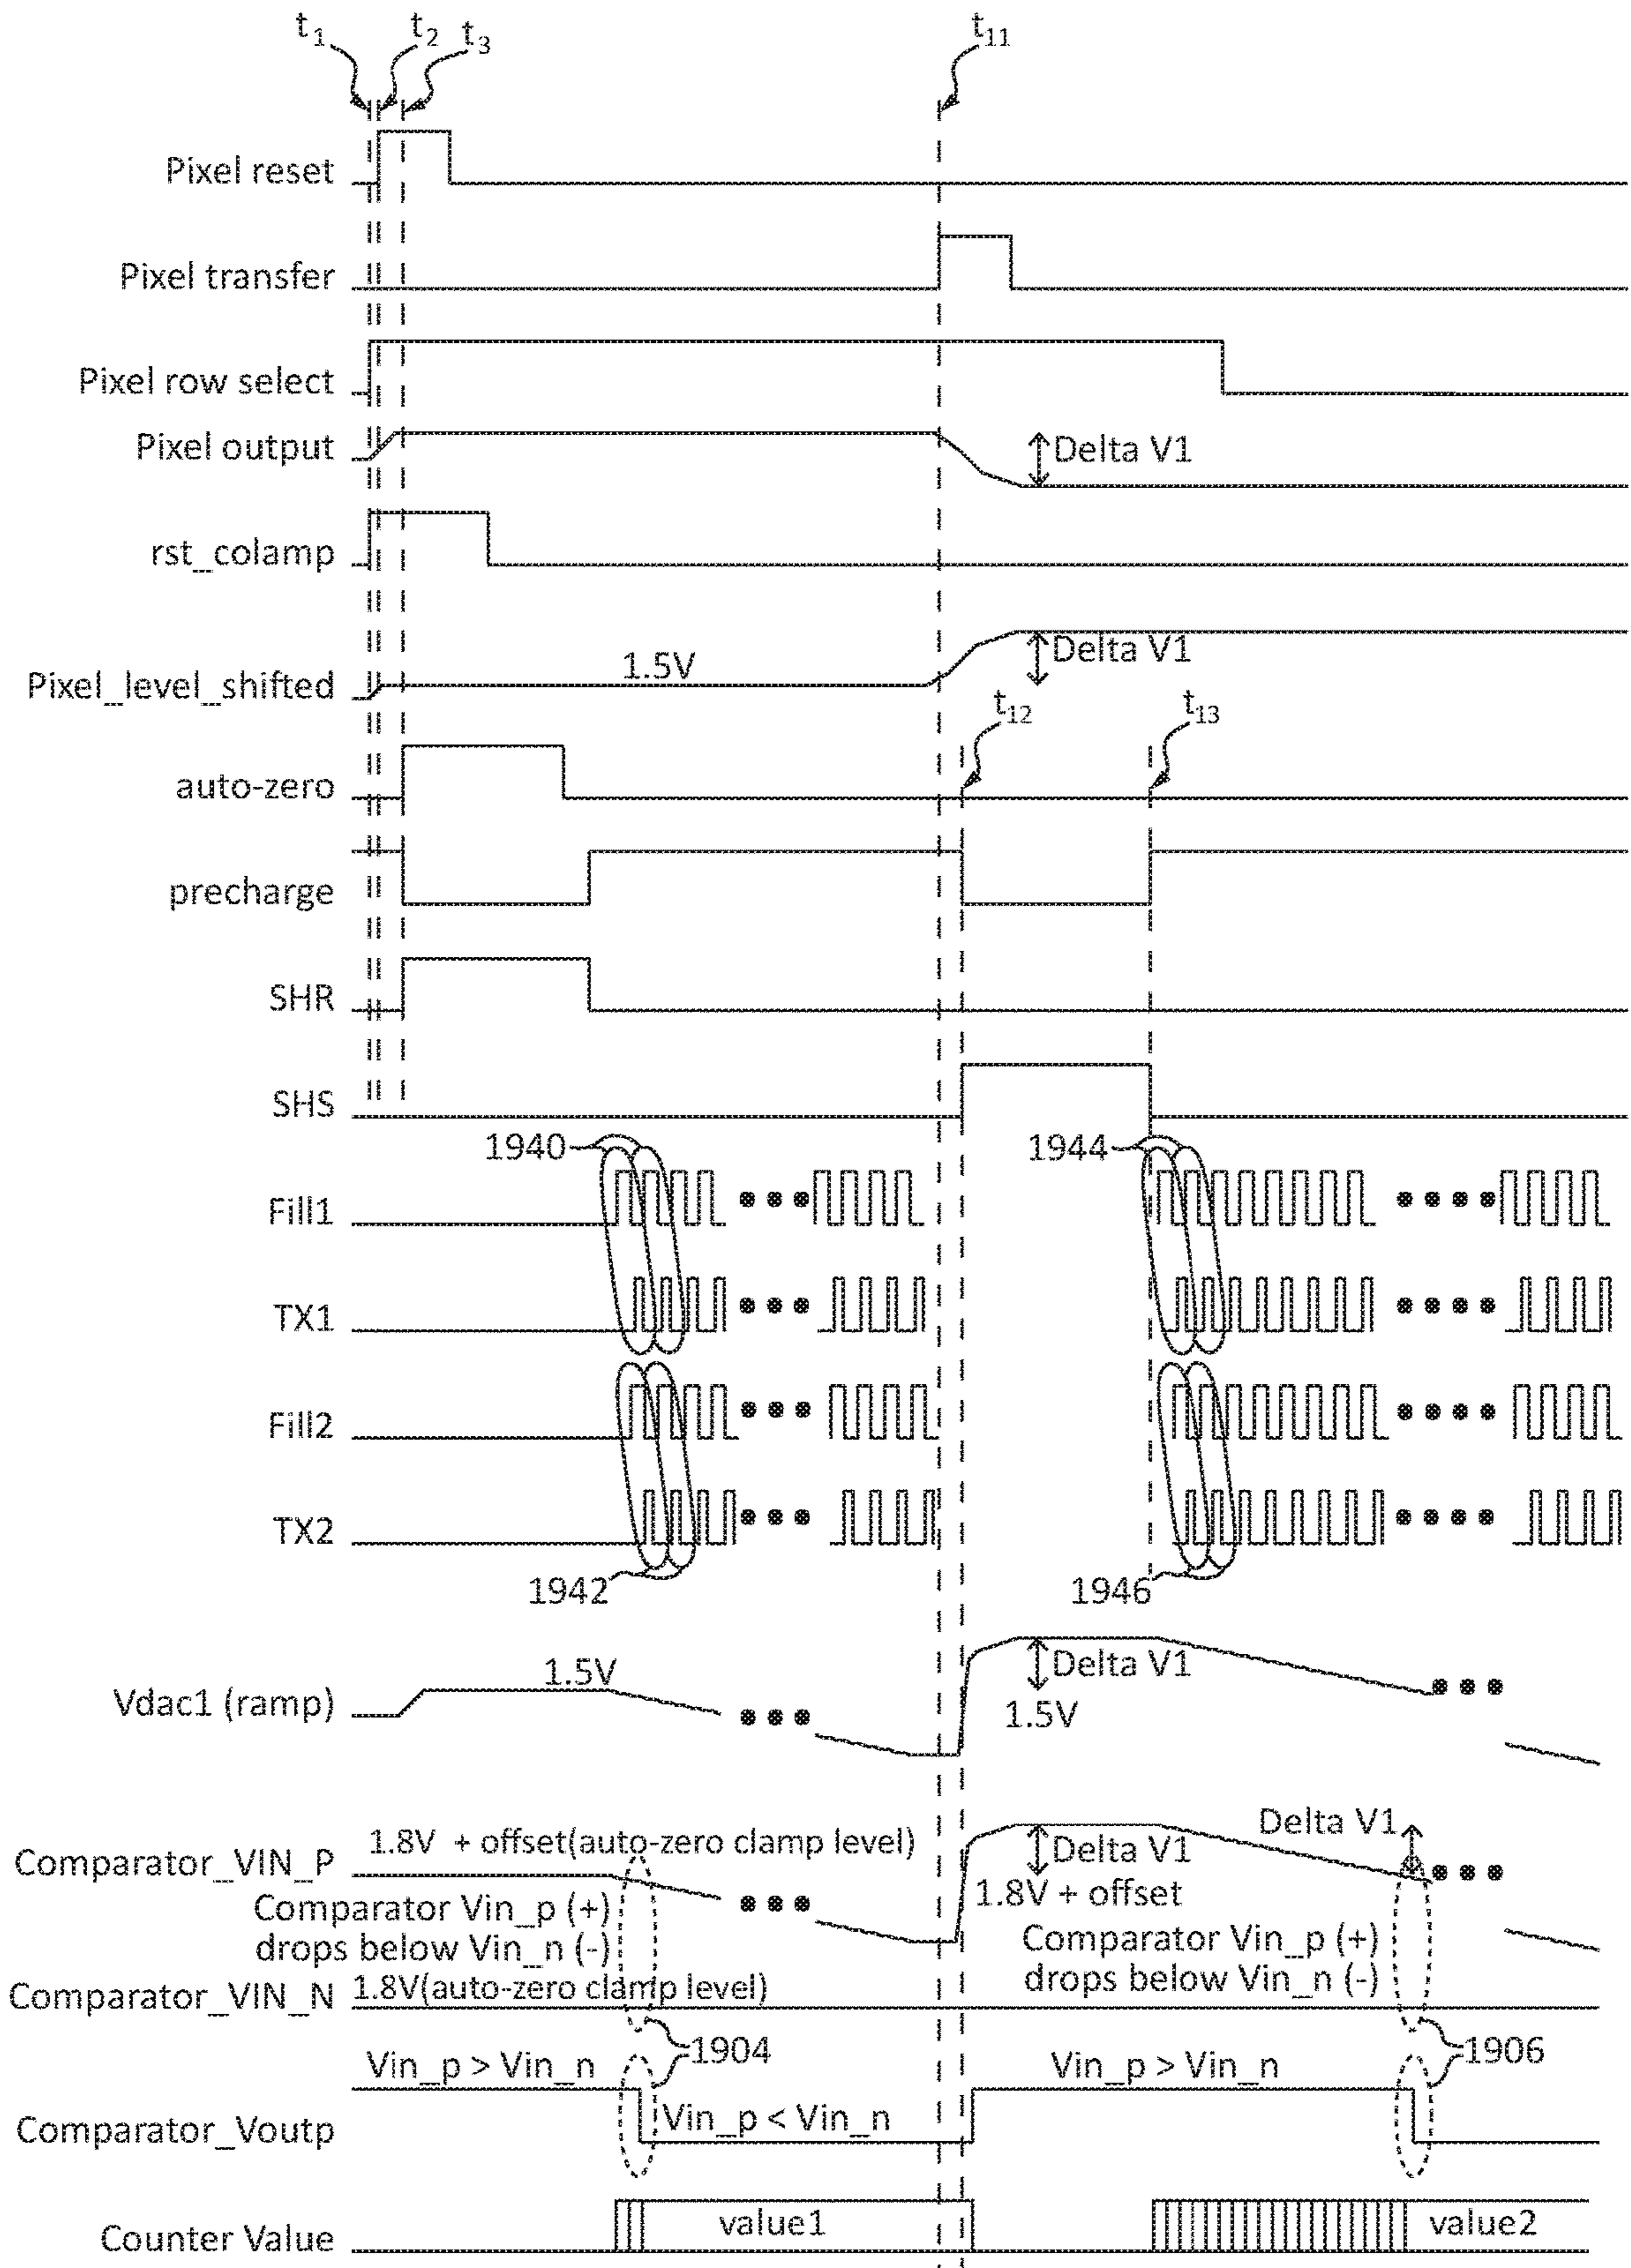 t1 t2 t3 t11
Pixel reset
Pixel transfer
Pixel row select
Pixel output
Delta V1
rst_colamp
Pixel_level_shifted
1.5V
Delta V1
t12 t13
auto-zero
precharge
SHR
SHS
1940 1944
Fill1
TX1
Fill2
TX2
1942 1946
Vdac1 (ramp)
1.5V
Delta V1
1.5V
Comparator_VIN_P
1.8V + offset(auto-zero clamp level)
Delta V1
1.8V + offset
Delta V1
Comparator Vin_p (+)
drops below Vin_n (-)
Comparator Vin_p (+)
drops below Vin_n (-)
Comparator_VIN_N
1.8V(auto-zero clamp level)
1904 1906
Vin_p > Vin_n
Vin_p > Vin_n
Comparator_Voutp
Vin_p < Vin_n
Counter Value
value1 value2